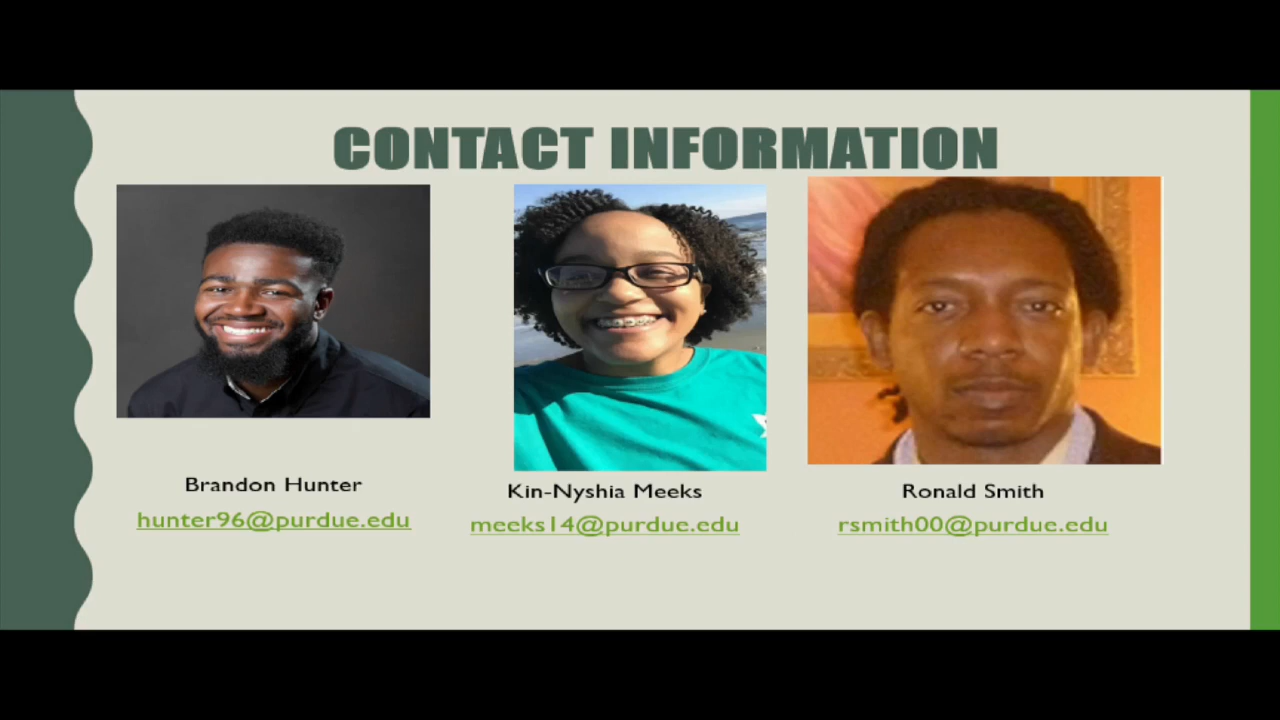 CONTACT INFORMATION
Brandon Hunter
hunter96@purdue.edu
Kin-Nyshia Meeks
meeks14@purdue.edu
Ronald Smith
rsmith00@purdue.edu